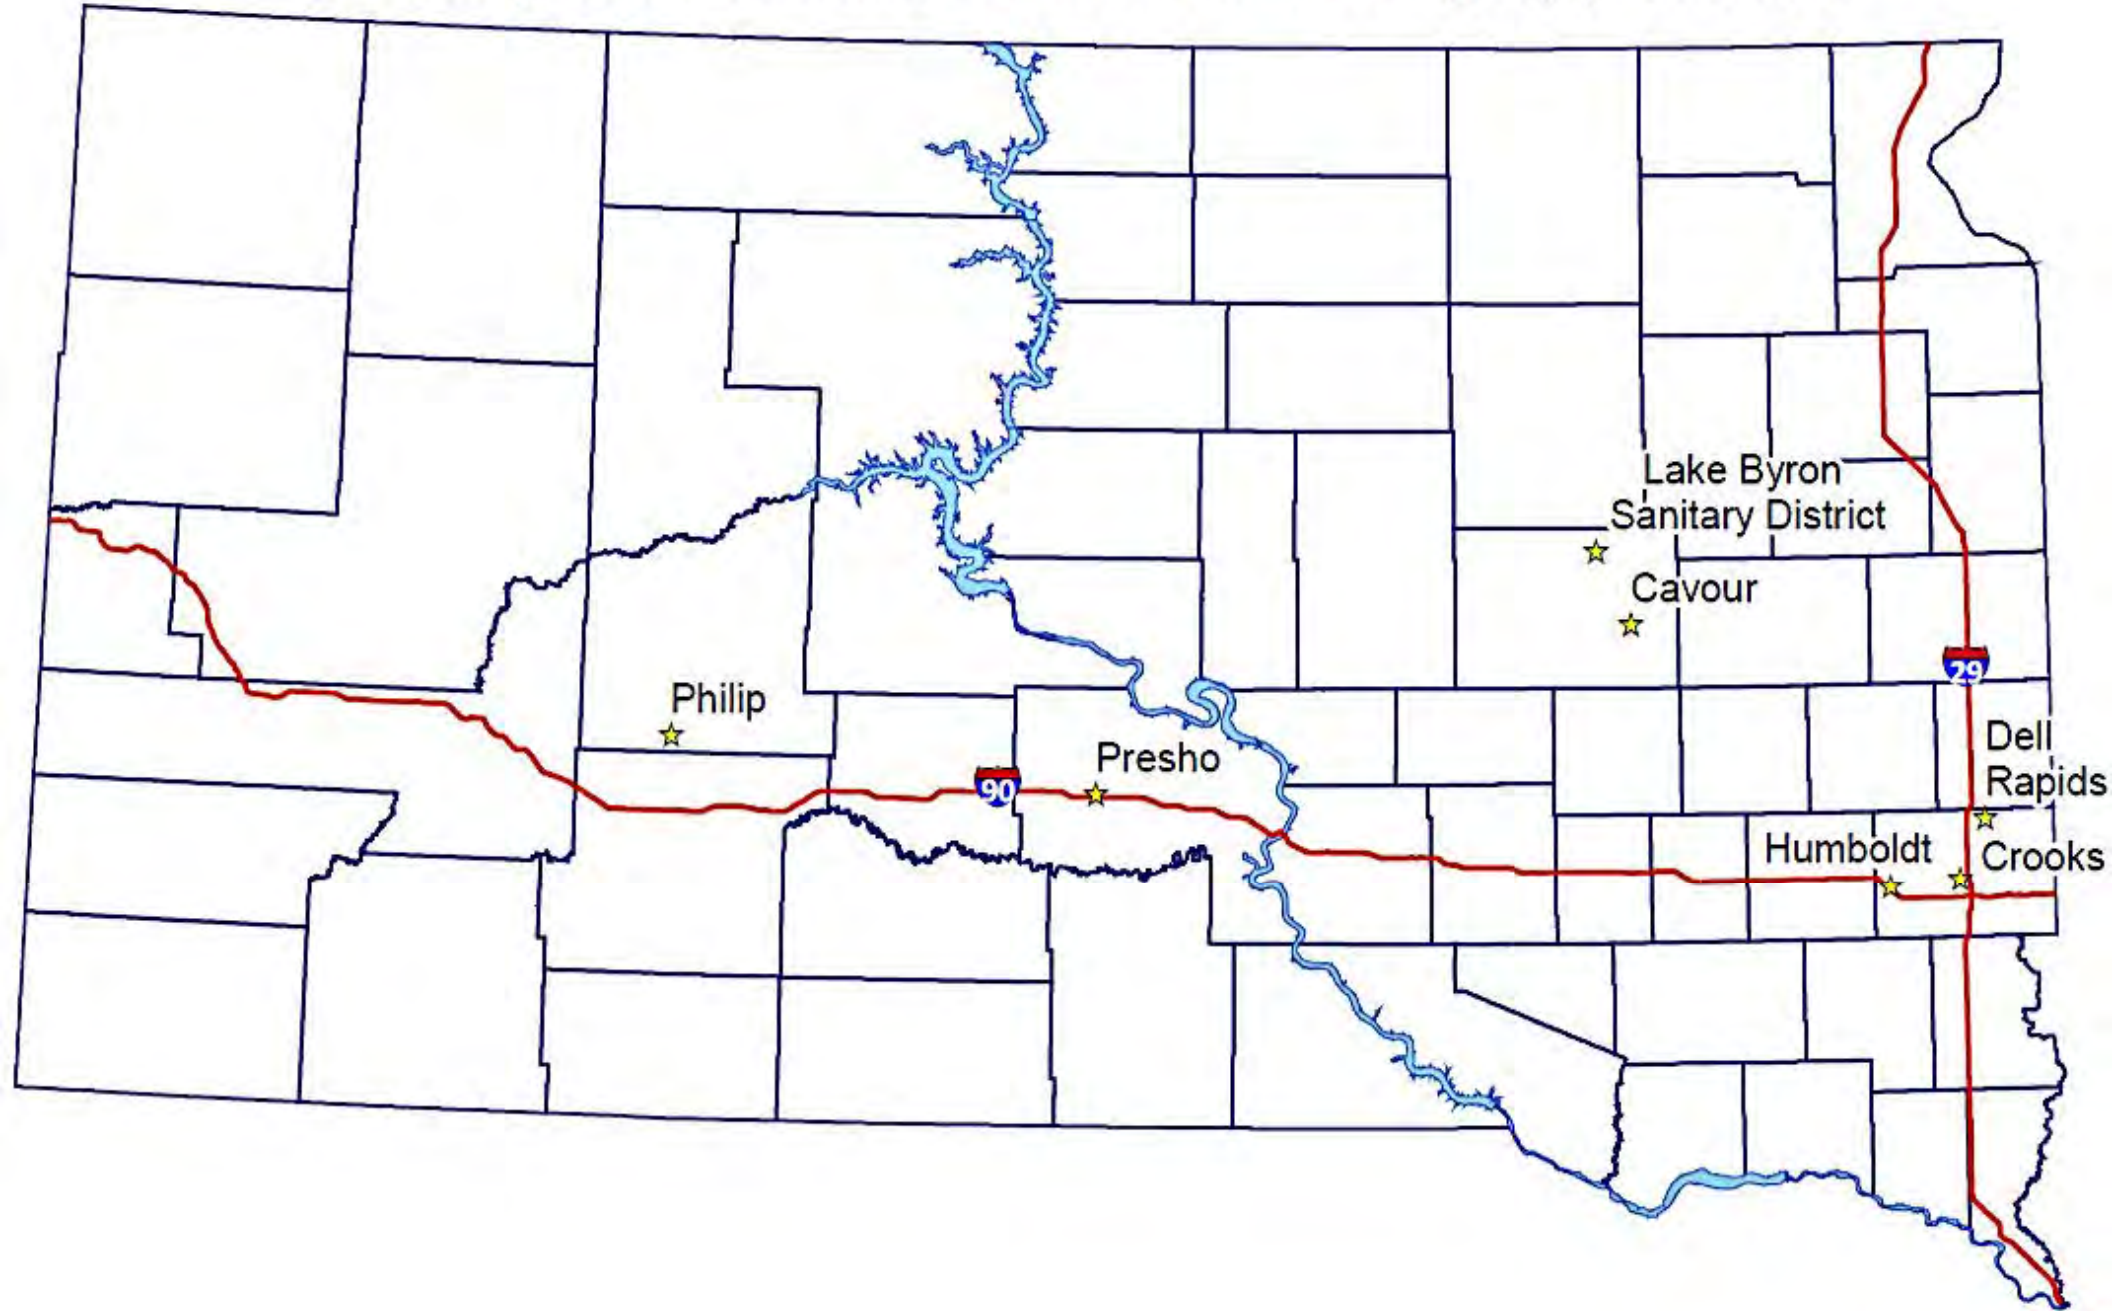 Lake Byron
Sanitary District
Cavour
29
Philip
Dell
Rapids
Presho
90
Humboldt
Crooks